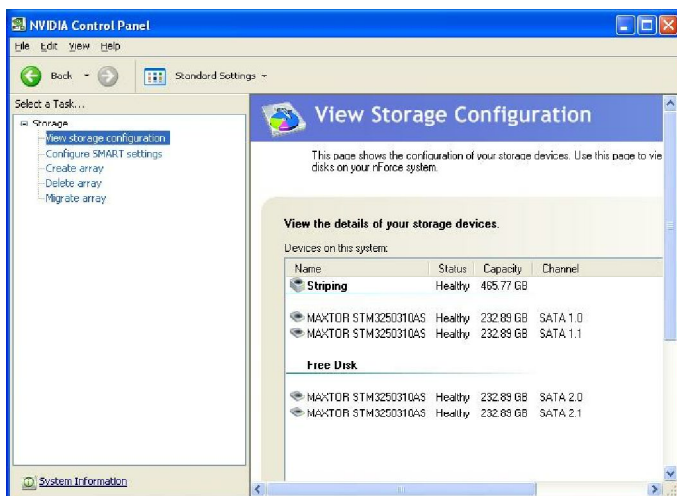 NVIDIA Control Panel
File Edit View Help
Back Standard Settings
Select a Task...
Storage
View storage configuration
Configure SMART settings
Create array
Delete array
Migrate array
System Information
View Storage Configuration
This page shows the configuration of your storage devices. Use this page to vie
disks on your nForce system.
View the details of your storage devices.
Devices on this system:
Name Status Capacity Channel
Striping Healthy 465.77 GB
MAXTOR STM3250310AS Healthy 232.89 GB SATA 1.0
MAXTOR STM3250310AS Healthy 232.89 GB SATA 1.1
Free Disk
MAXTOR STM3250310AS Healthy 232.89 GB SATA 2.0
MAXTOR STM3250310AS Healthy 232.89 GB SATA 2.1